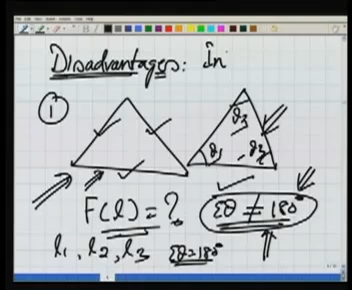 Disadvantages: in
①
θ₃
θ₁ θ₂
F(l) = ? Σθ ≠ 180°
l₁, l₂, l₃ Σθ=180°